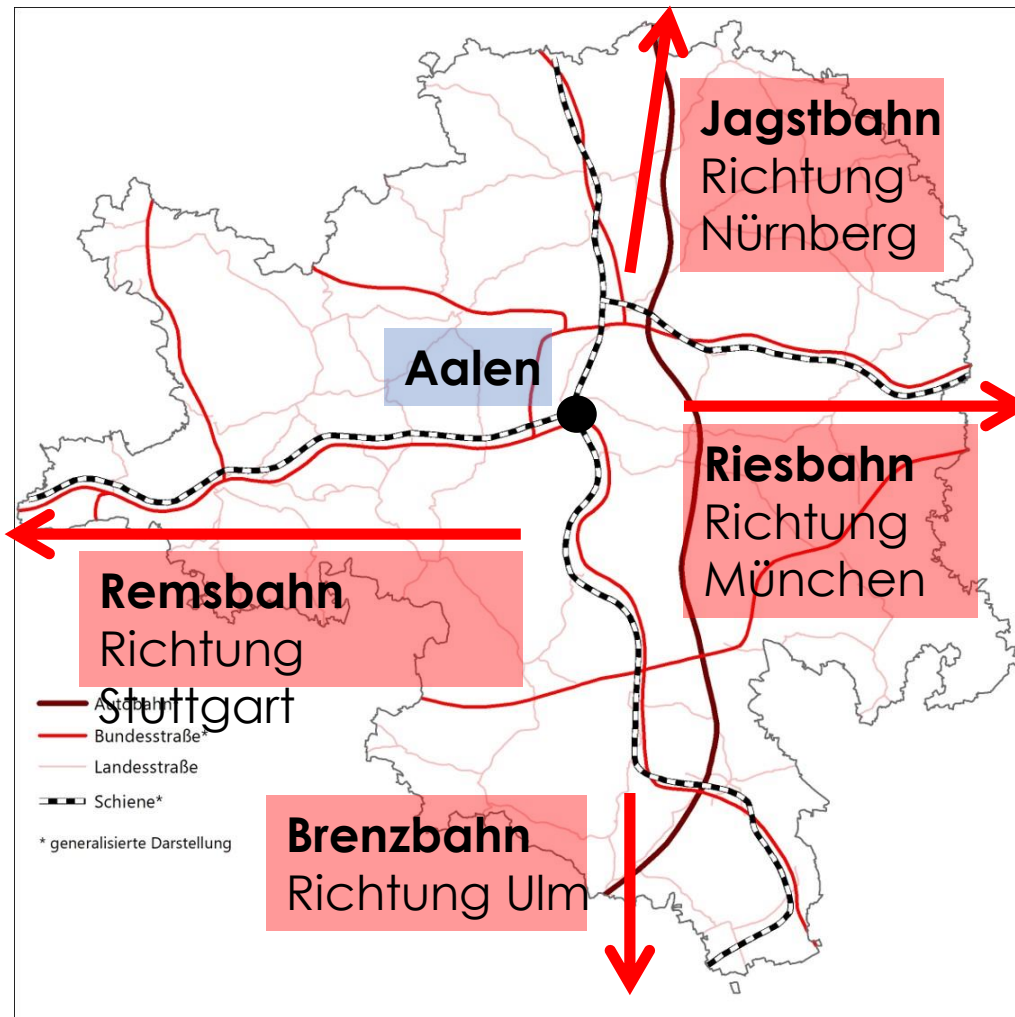 Jagstbahn
Richtung
Nürnberg
Aalen
Riesbahn
Richtung
München
Remsbahn
Richtung
Stuttgart
Autobahn
Bundesstraße*
Landesstraße
Schiene*
* generalisierte Darstellung
Brenzbahn
Richtung Ulm